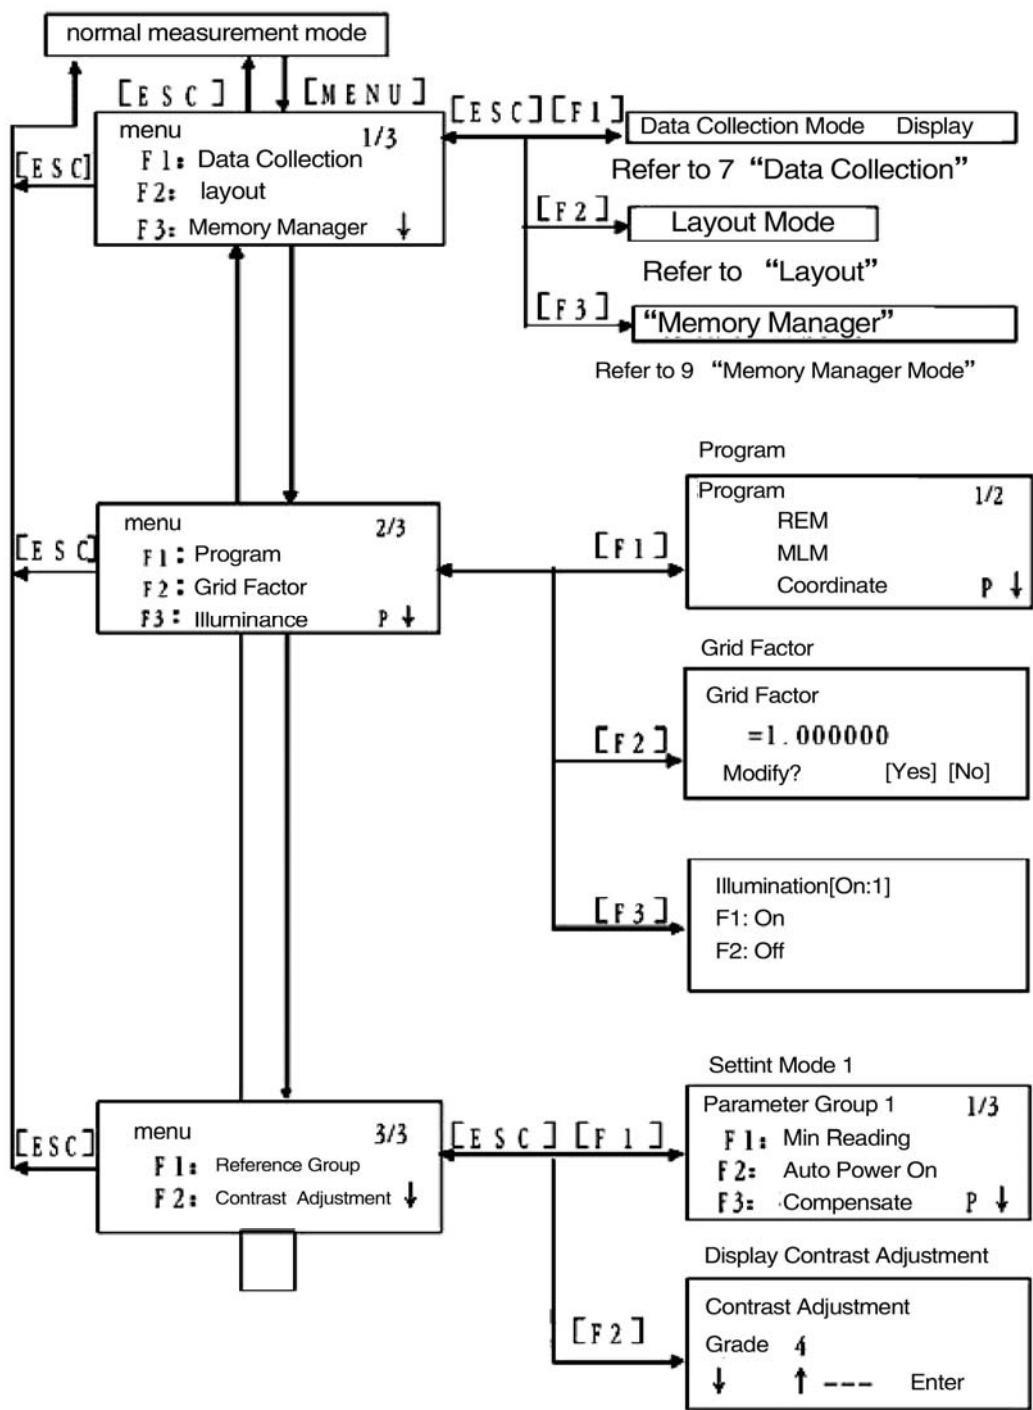 normal measurement mode
[ESC] [MENU]
menu 1/3
F1: Data Collection
F2: layout
F3: Memory Manager ↓
[ESC]
[ESC][F1]
Data Collection Mode Display
Refer to 7 “Data Collection”
[F2]
Layout Mode
Refer to “Layout”
[F3]
“Memory Manager”
Refer to 9 “Memory Manager Mode”
menu 2/3
F1: Program
F2: Grid Factor
F3: Illuminance P ↓
[ESC]
[F1]
Program
Program 1/2
REM
MLM
Coordinate P ↓
[F2]
Grid Factor
Grid Factor
=1.000000
Modify? [Yes] [No]
[F3]
Illumination[On:1]
F1: On
F2: Off
menu 3/3
F1: Reference Group
F2: Contrast Adjustment ↓
[ESC]
[ESC] [F1]
Settint Mode 1
Parameter Group 1 1/3
F1: Min Reading
F2: Auto Power On
F3: Compensate P ↓
[F2]
Display Contrast Adjustment
Contrast Adjustment
Grade 4
↓ ↑ --- Enter